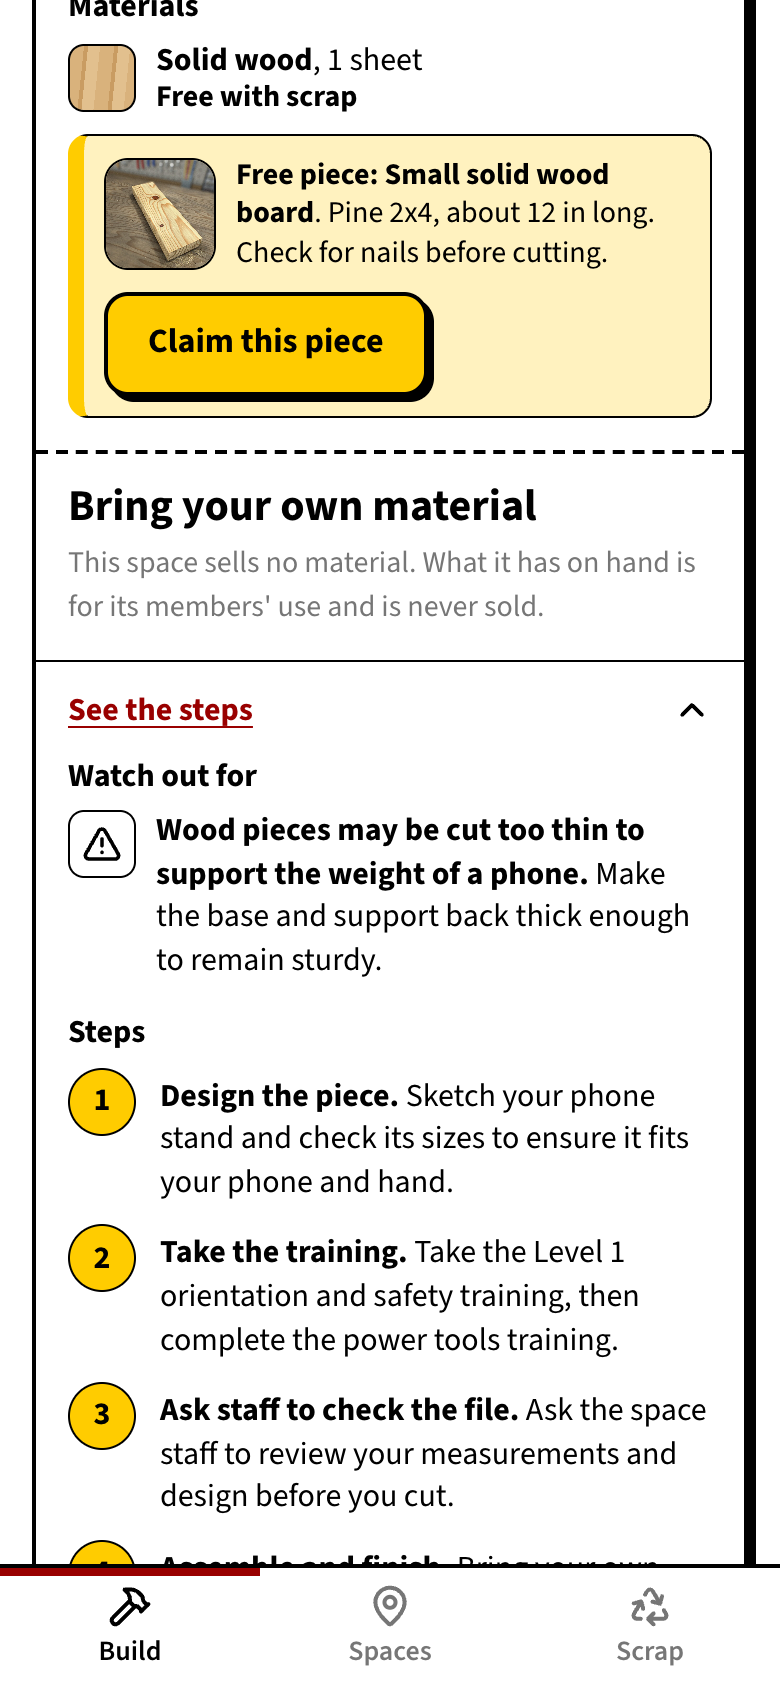 Materials
Solid wood, 1 sheet
Free with scrap
Free piece: Small solid wood
board. Pine 2x4, about 12 in long.
Check for nails before cutting.
Claim this piece
Bring your own material
This space sells no material. What it has on hand is
for its members' use and is never sold.
See the steps
Watch out for
Wood pieces may be cut too thin to
support the weight of a phone. Make
the base and support back thick enough
to remain sturdy.
Steps
1
Design the piece. Sketch your phone
stand and check its sizes to ensure it fits
your phone and hand.
2
Take the training. Take the Level 1
orientation and safety training, then
complete the power tools training.
3
Ask staff to check the file. Ask the space
staff to review your measurements and
design before you cut.
4
Assemble and finish. Bring your own
Build
Spaces
Scrap